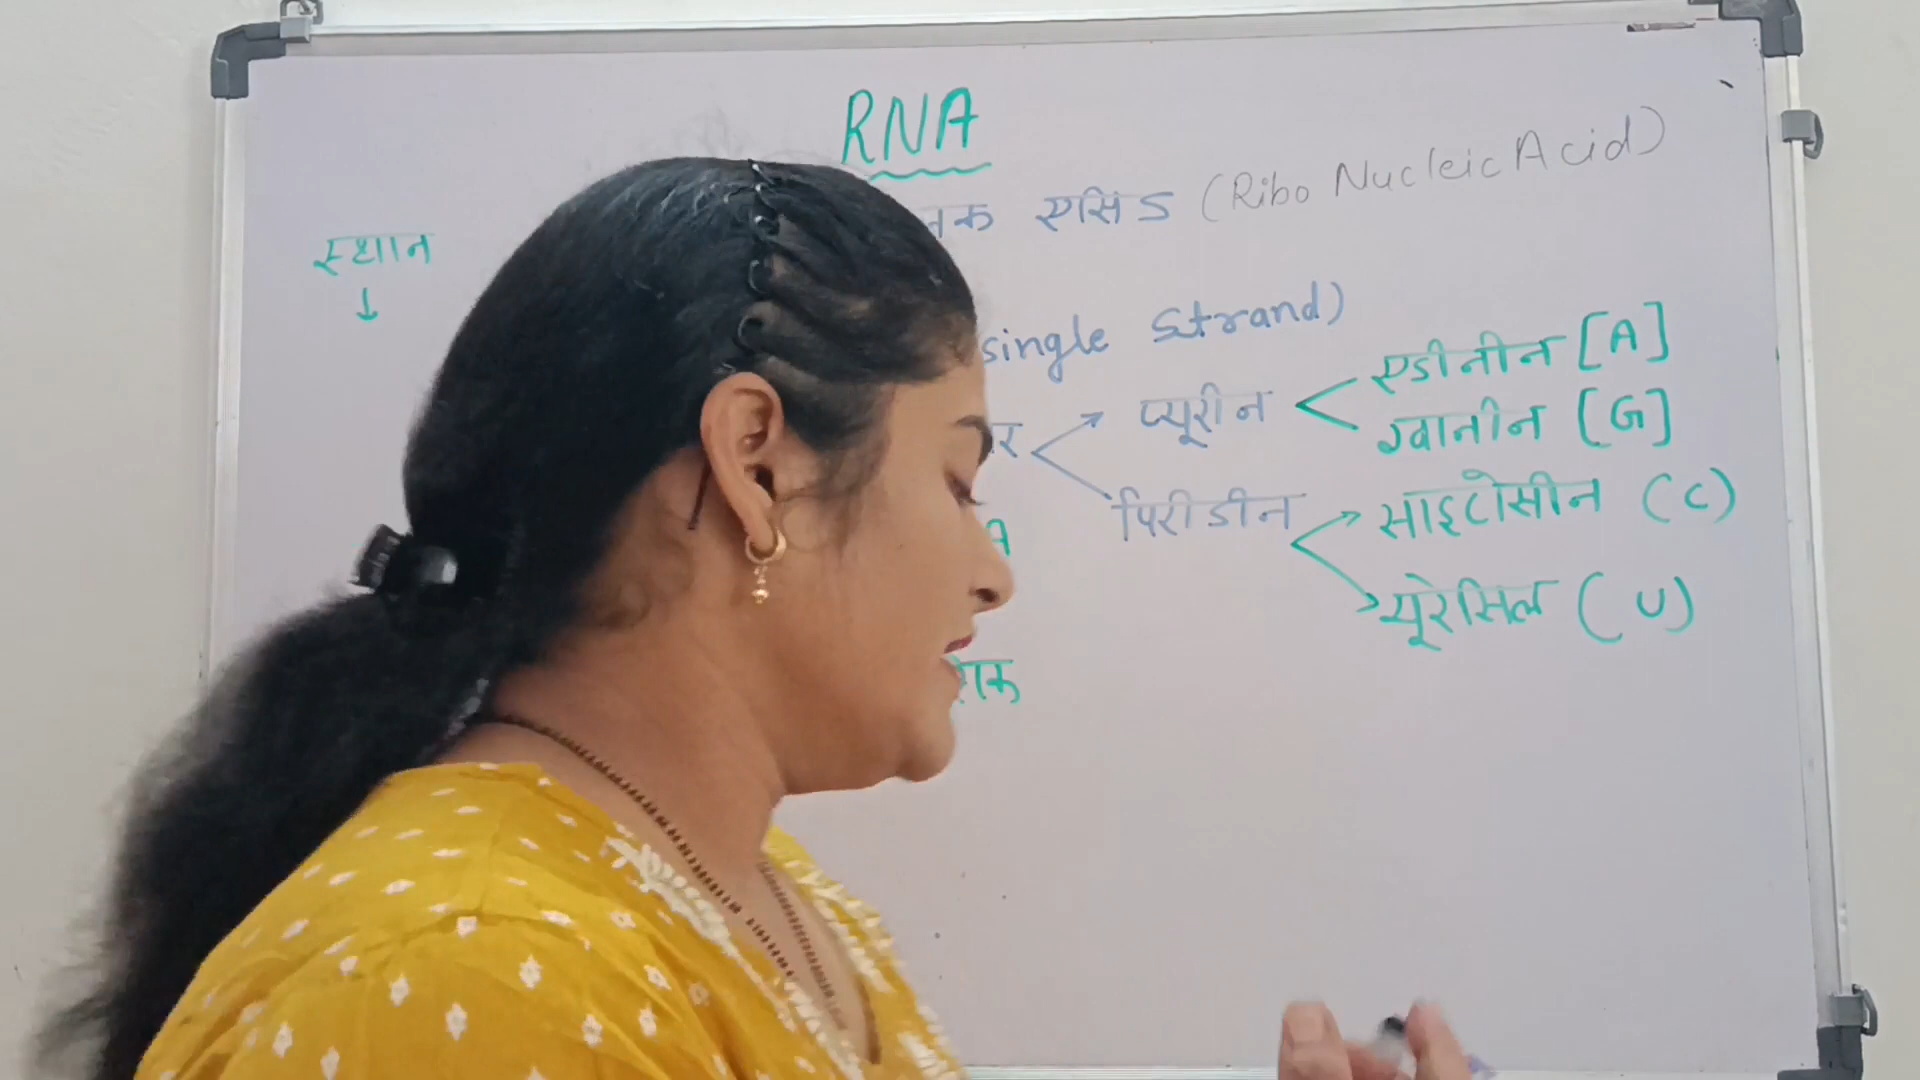 RNA
एसिड (Ribo Nucleic Acid)
स्थान
↓
single strand)
प्यूरीन
एडीनीन [A]
ग्वानीन [G]
पिरीडीन
साइटोसीन (C)
यूरेसिल (U)